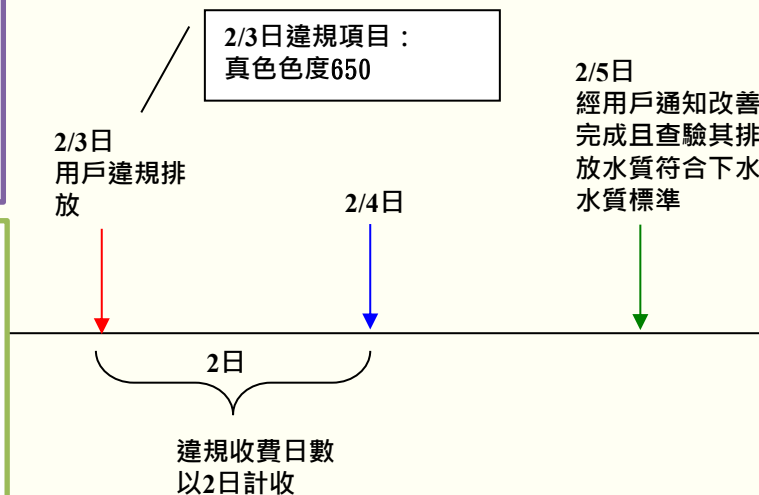 2/3日違規項目：
真色色度650
2/3日
用戶違規排
放
2/4日
2/5日
經用戶通知改善
完成且查驗其排
放水質符合下水
水質標準
2日
違規收費日數
以2日計收